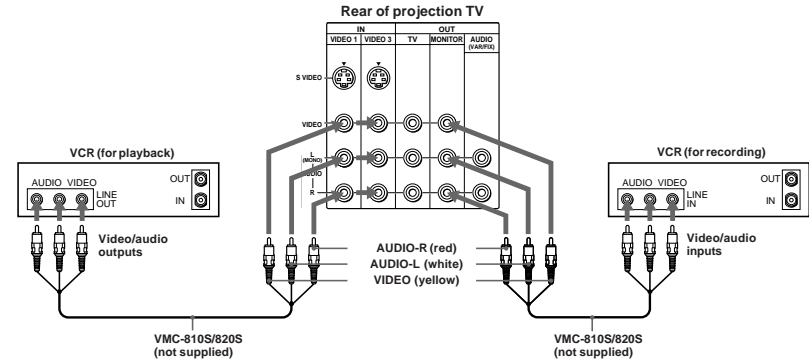 Rear of projection TV
IN OUT
VIDEO 1 VIDEO 3 TV MONITOR AUDIO
(VAR/FIX)
S VIDEO
VIDEO
L
(MONO)
AUDIO
R
VCR (for playback)
AUDIO VIDEO
LINE
OUT
OUT
IN
Video/audio
outputs
VCR (for recording)
AUDIO VIDEO
LINE
IN
OUT
IN
Video/audio
inputs
AUDIO-R (red)
AUDIO-L (white)
VIDEO (yellow)
VMC-810S/820S
(not supplied)
VMC-810S/820S
(not supplied)